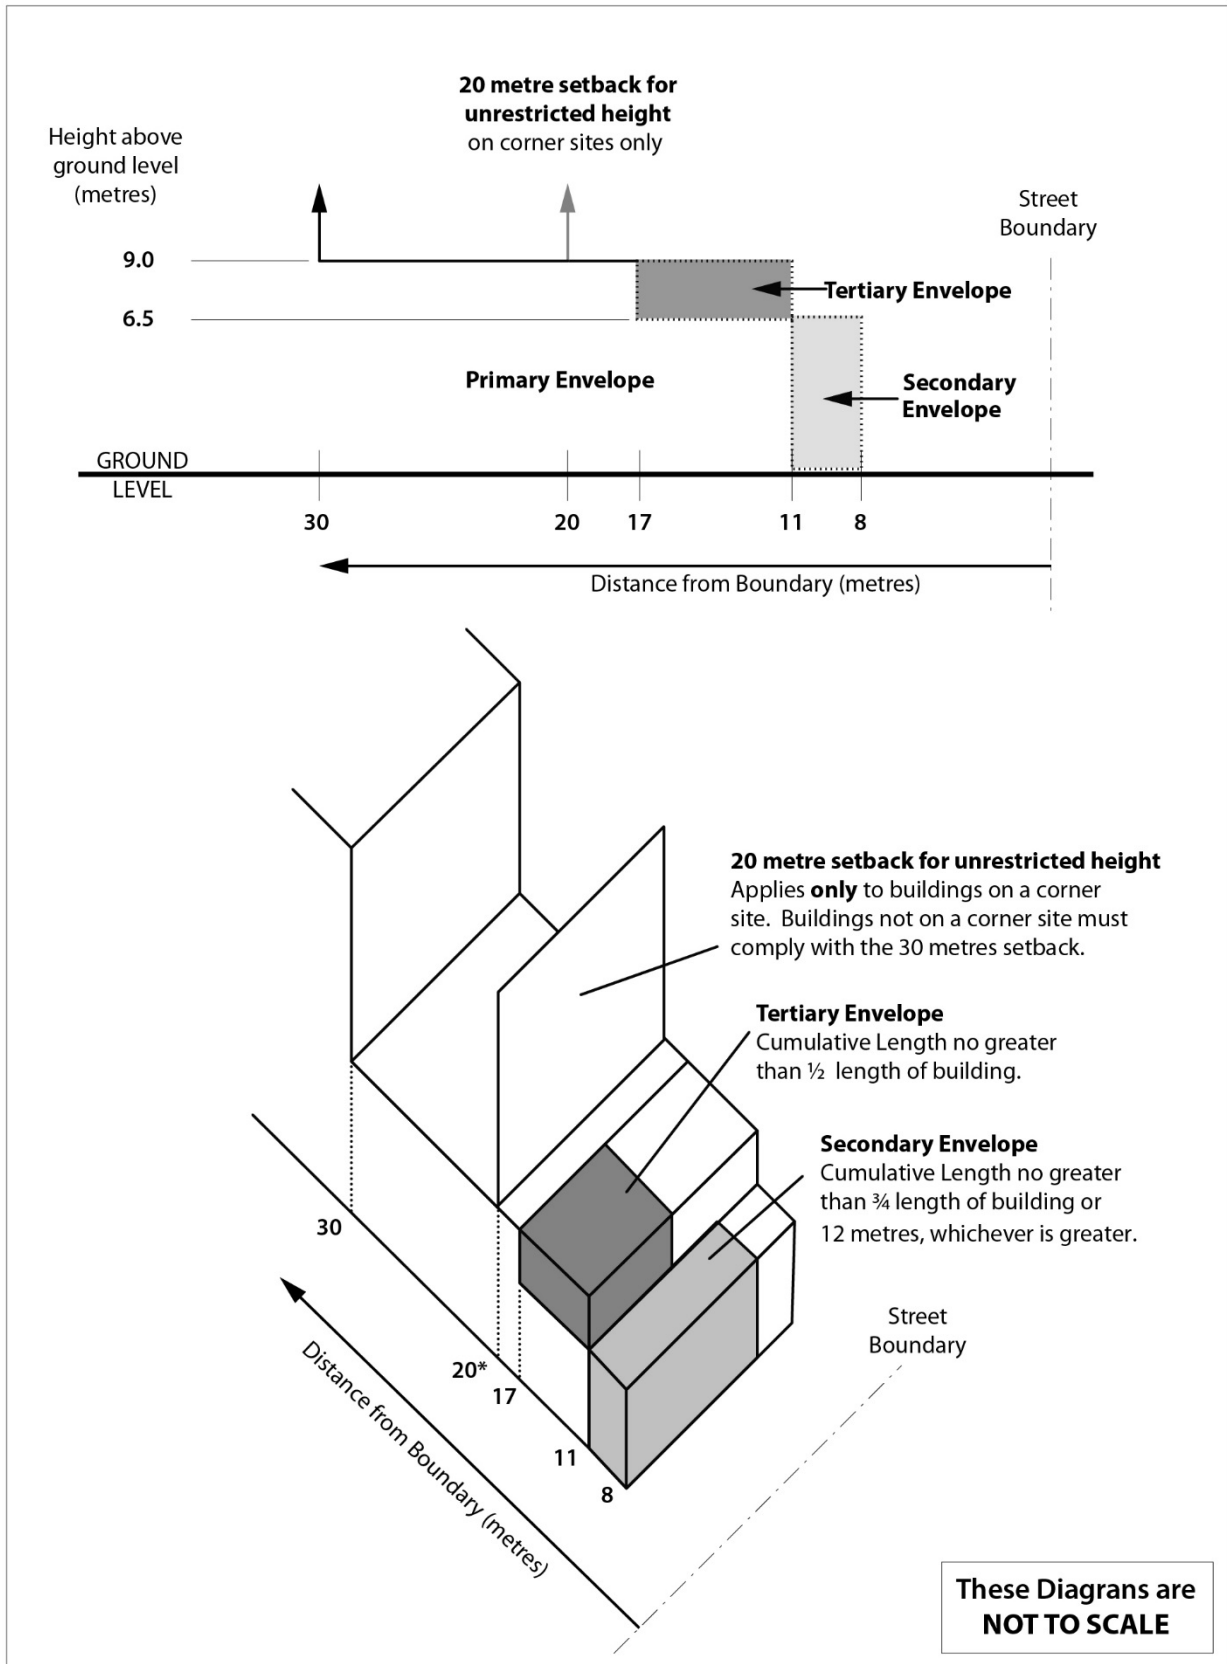 20 metre setback for
unrestricted height
on corner sites only
Height above
ground level
(metres)
Street
Boundary
9.0
Tertiary Envelope
6.5
Primary Envelope
Secondary
Envelope
GROUND
LEVEL
30
20
17
11
8
Distance from Boundary (metres)
20 metre setback for unrestricted height
Applies only to buildings on a corner
site. Buildings not on a corner site must
comply with the 30 metres setback.
Tertiary Envelope
Cumulative Length no greater
than ½ length of building.
Secondary Envelope
Cumulative Length no greater
than ¾ length of building or
12 metres, whichever is greater.
30
20*
17
11
8
Distance from Boundary (metres)
Street
Boundary
These Diagrans are
NOT TO SCALE